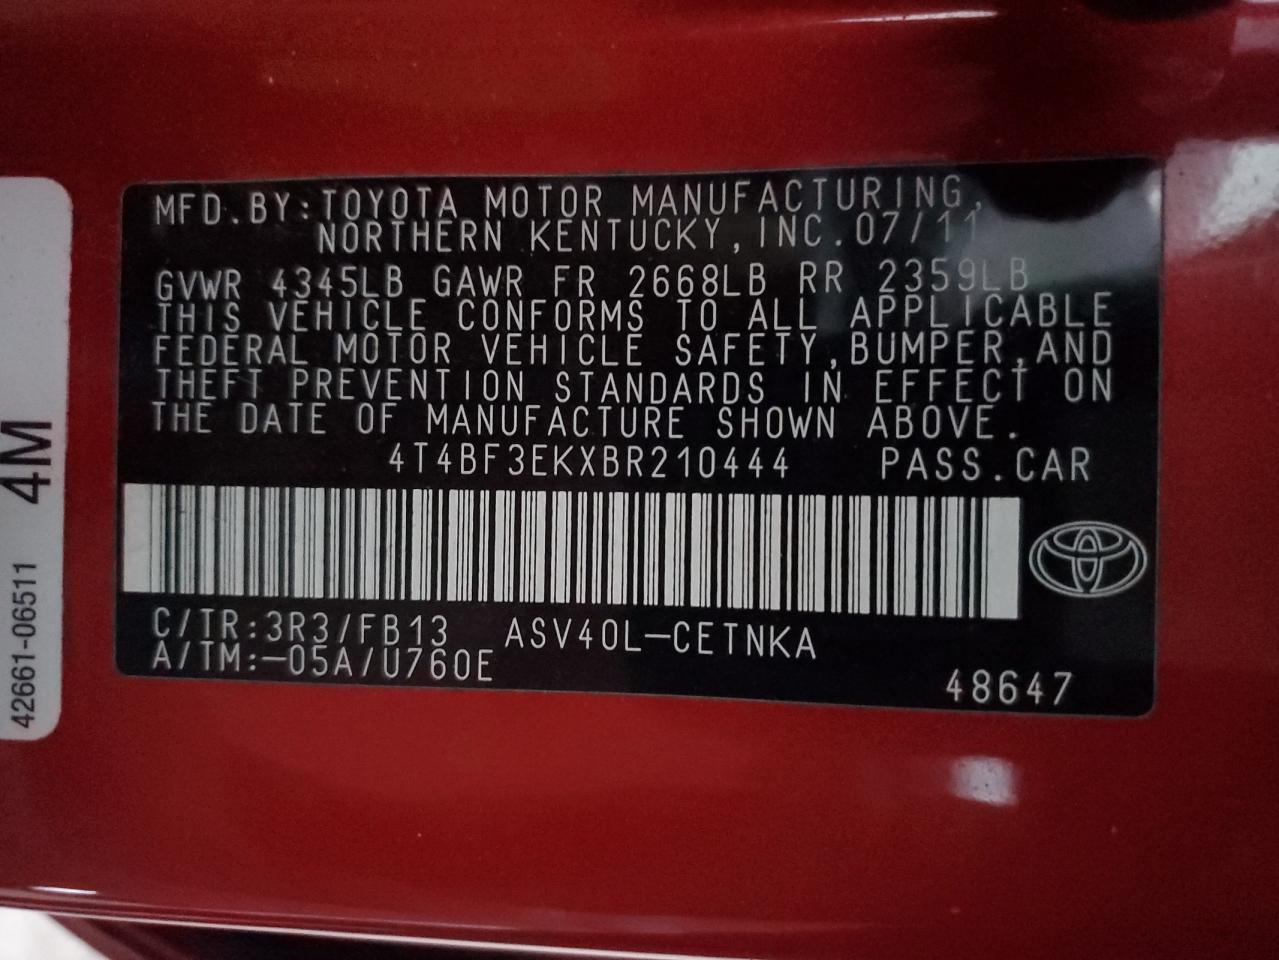 MFD.BY:TOYOTA MOTOR MANUFACTURING,
NORTHERN KENTUCKY,INC.07/11
GVWR 4345LB GAWR FR 2668LB RR 2359LB
THIS VEHICLE CONFORMS TO ALL APPLICABLE
FEDERAL MOTOR VEHICLE SAFETY,BUMPER,AND
THEFT PREVENTION STANDARDS IN EFFECT ON
THE DATE OF MANUFACTURE SHOWN ABOVE.
4T4BF3EKXBR210444 PASS.CAR
C/TR:3R3/FB13 ASV40L-CETNKA
A/TM:-05A/U760E
48647
42661-06511 4M